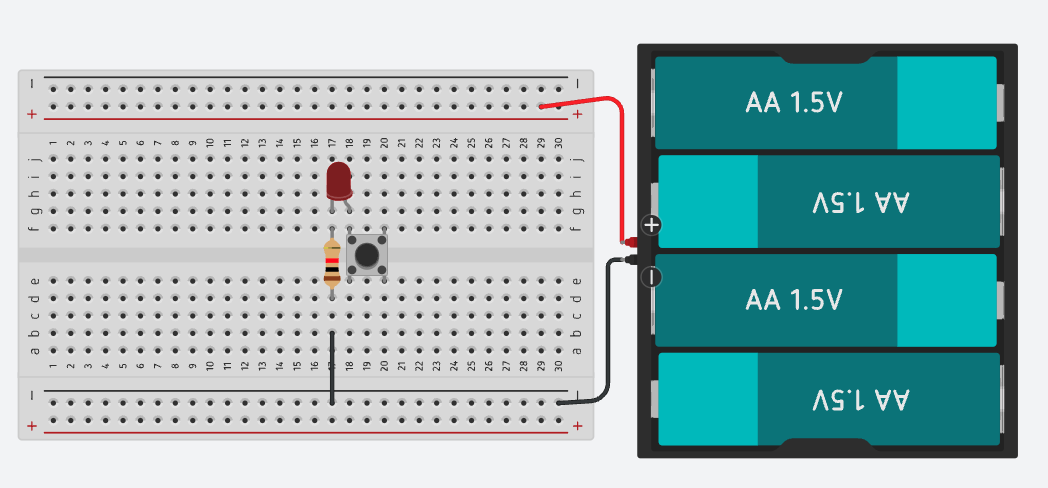 − −
+ +
1 2 3 4 5 6 7 8 9 10 11 12 13 14 15 16 17 18 19 20 21 22 23 24 25 26 27 28 29 30
j j
i i
h h
g g
f f
e e
d d
c c
b b
a a
1 2 3 4 5 6 7 8 9 10 11 12 13 14 15 16 17 18 19 20 21 22 23 24 25 26 27 28 29 30
− −
+ +
AA 1.5V
AA 1.5V
+
−
AA 1.5V
AA 1.5V